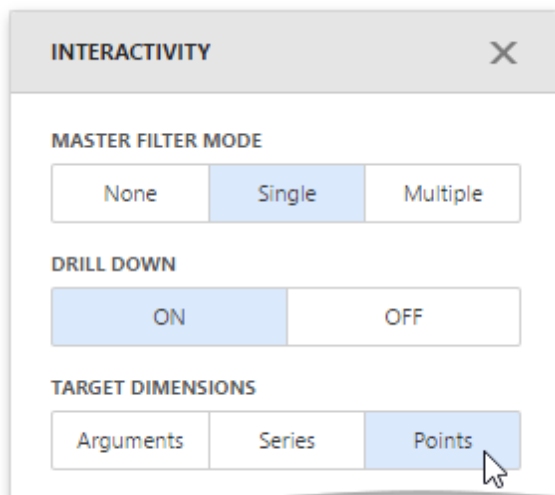 INTERACTIVITY
MASTER FILTER MODE
None Single Multiple
DRILL DOWN
ON OFF
TARGET DIMENSIONS
Arguments Series Points